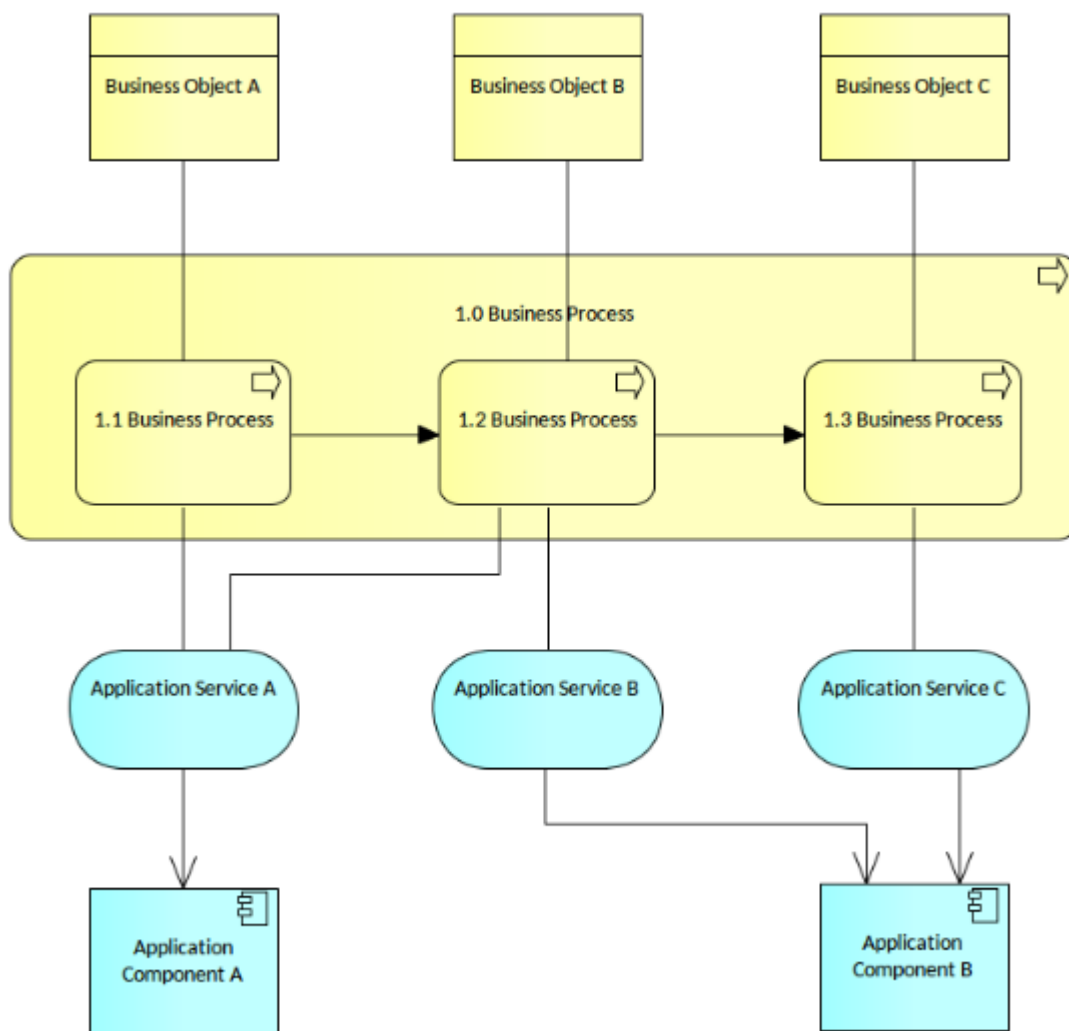 Business Object A
Business Object B
Business Object C
1.0 Business Process
1.1 Business Process
1.2 Business Process
1.3 Business Process
Application Service A
Application Service B
Application Service C
Application
Component A
Application
Component B